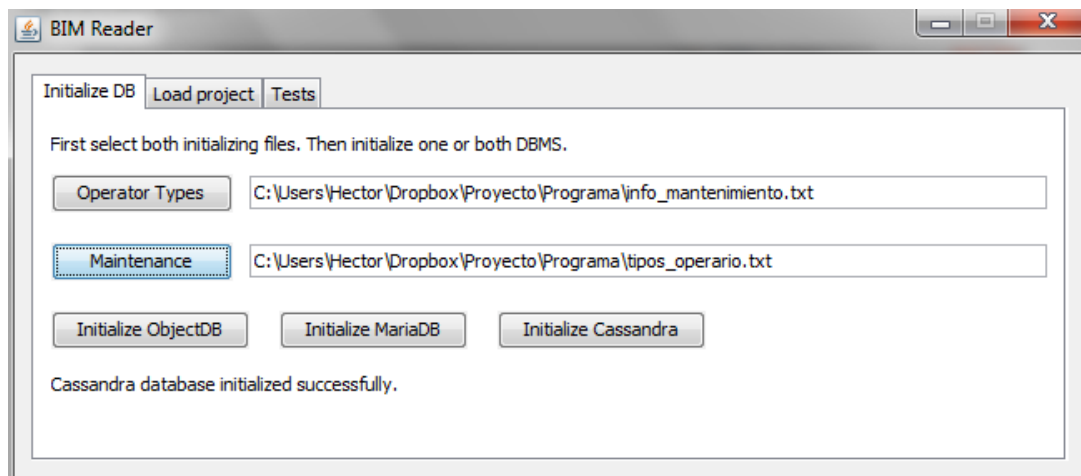 BIM Reader
Initialize DB Load project Tests
First select both initializing files. Then initialize one or both DBMS.
Operator Types C:\Users\Hector\Dropbox\Proyecto\Programa\info_mantenimiento.txt
Maintenance C:\Users\Hector\Dropbox\Proyecto\Programa\tipos_operario.txt
Initialize ObjectDB Initialize MariaDB Initialize Cassandra
Cassandra database initialized successfully.